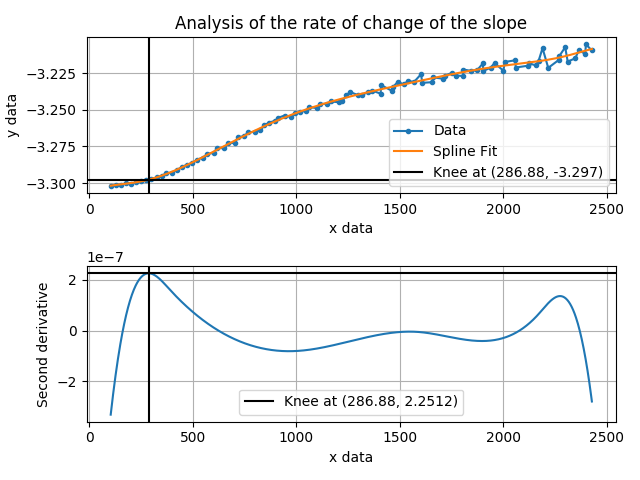 Analysis of the rate of change of the slope
y data
−3.225
−3.250
−3.275
−3.300
Data
Spline Fit
Knee at (286.88, -3.297)
0 500 1000 1500 2000 2500
x data
1e−7
Second derivative
2
0
−2
Knee at (286.88, 2.2512)
0 500 1000 1500 2000 2500
x data